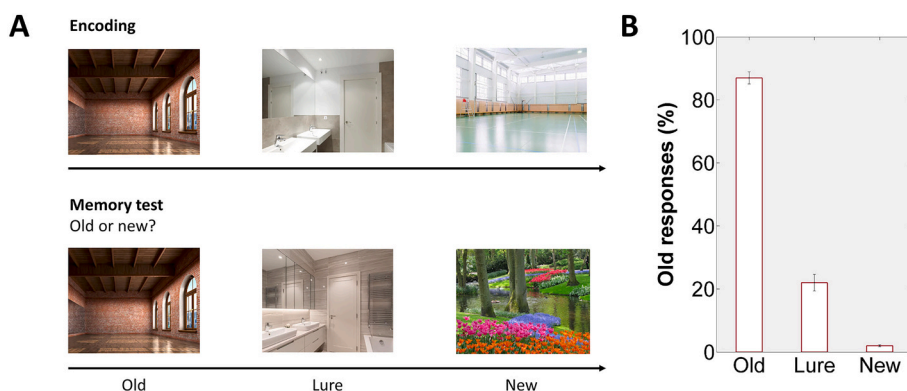 A
Encoding
Memory test
Old or new?
Old Lure New
B
Old responses (%)
100
80
60
40
20
0
Old Lure New